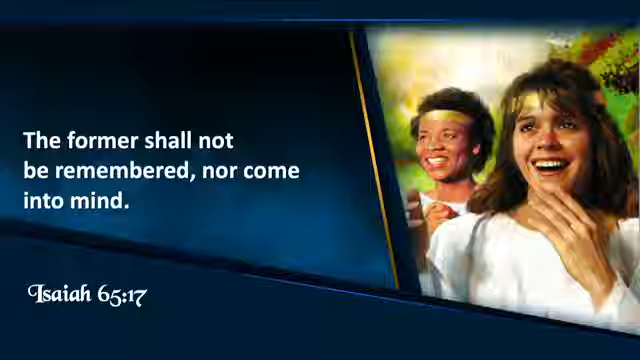 The former shall not
be remembered, nor come
into mind.
Isaiah 65:17